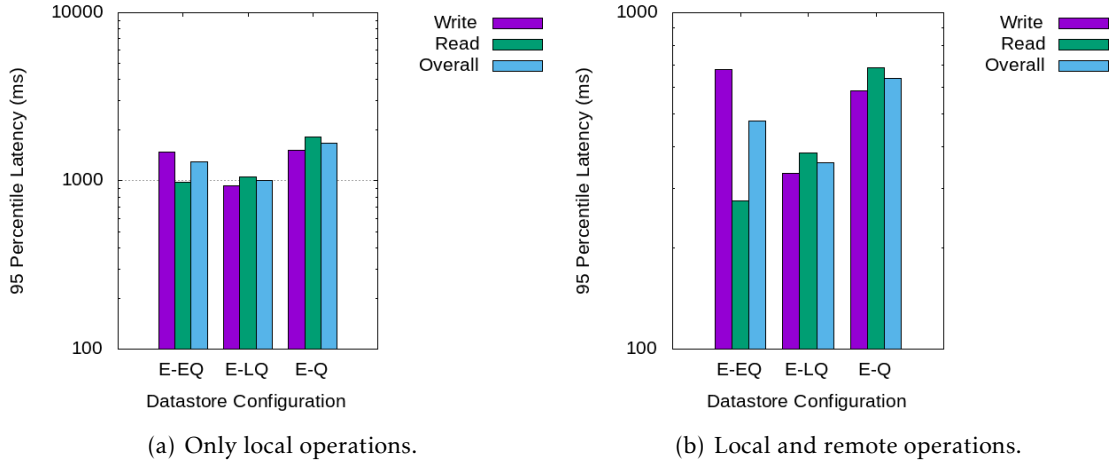 10000
1000
100
95 Percentile Latency (ms)
Write
Read
Overall
E-EQ E-LQ E-Q
Datastore Configuration
(a) Only local operations.
1000
100
95 Percentile Latency (ms)
Write
Read
Overall
E-EQ E-LQ E-Q
Datastore Configuration
(b) Local and remote operations.